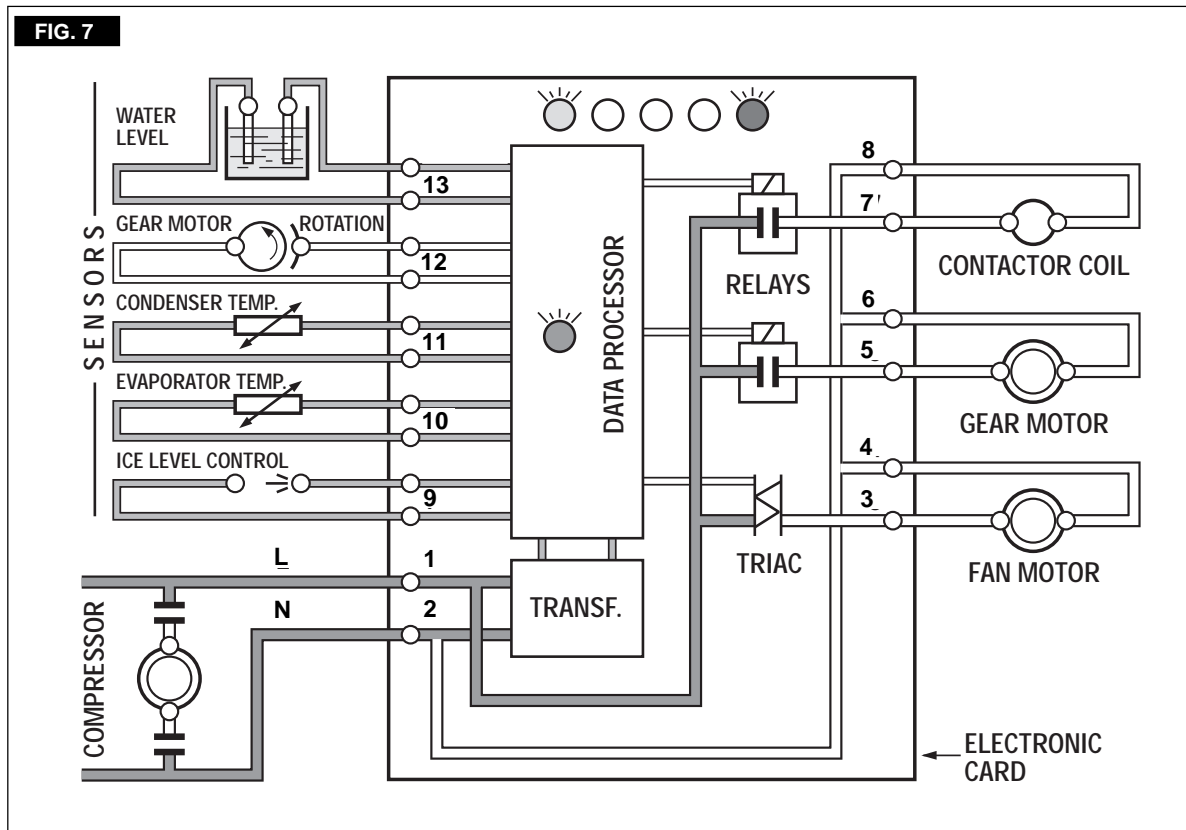 FIG. 7
WATER
LEVEL
13
GEAR MOTOR
ROTATION
12
CONDENSER TEMP.
11
EVAPORATOR TEMP.
10
ICE LEVEL CONTROL
9
SENSORS
L
1
N
2
COMPRESSOR
DATA PROCESSOR
TRANSF.
RELAYS
TRIAC
8
7
CONTACTOR COIL
6
5
GEAR MOTOR
4
3
FAN MOTOR
ELECTRONIC
CARD